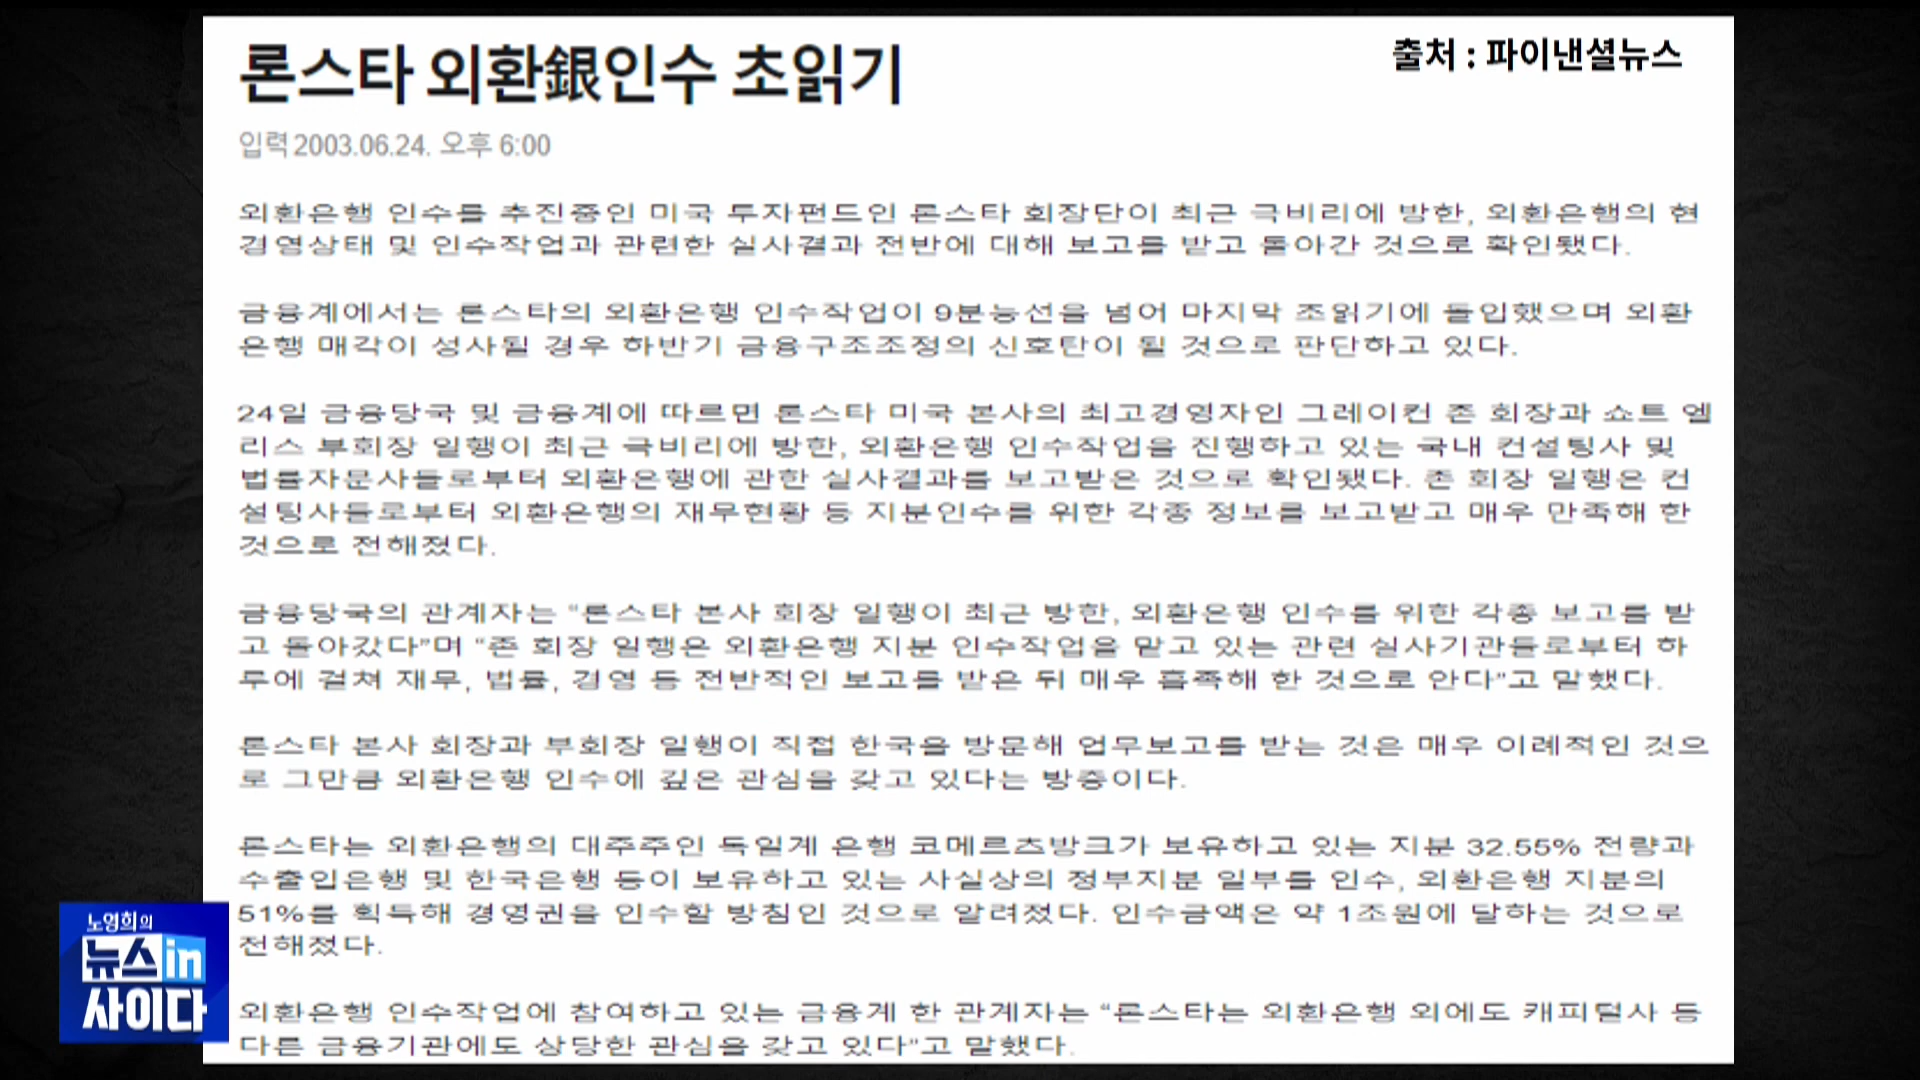 론스타 외환銀인수 초읽기
출처 : 파이낸셜뉴스
입력 2003.06.24. 오후 6:00
외환은행 인수를 추진중인 미국 투자펀드인 론스타 회장단이 최근 극비리에 방한, 외환은행의 현
경영상태 및 인수작업과 관련한 실사결과 전반에 대해 보고를 받고 돌아간 것으로 확인됐다.
금융계에서는 론스타의 외환은행 인수작업이 9분능선을 넘어 마지막 초읽기에 돌입했으며 외환
은행 매각이 성사될 경우 하반기 금융구조조정의 신호탄이 될 것으로 판단하고 있다.
24일 금융당국 및 금융계에 따르면 론스타 미국 본사의 최고경영자인 그레이컨 존 회장과 쇼트 엘
리스 부회장 일행이 최근 극비리에 방한, 외환은행 인수작업을 진행하고 있는 국내 컨설팅사 및
법률자문사들로부터 외환은행에 관한 실사결과를 보고받은 것으로 확인됐다. 존 회장 일행은 컨
설팅사들로부터 외환은행의 재무현황 등 지분인수를 위한 각종 정보를 보고받고 매우 만족해 한
것으로 전해졌다.
금융당국의 관계자는 “론스타 본사 회장 일행이 최근 방한, 외환은행 인수를 위한 각종 보고를 받
고 돌아갔다”며 “존 회장 일행은 외환은행 지분 인수작업을 맡고 있는 관련 실사기관들로부터 하
루에 걸쳐 재무, 법률, 경영 등 전반적인 보고를 받은 뒤 매우 흡족해 한 것으로 안다”고 말했다.
론스타 본사 회장과 부회장 일행이 직접 한국을 방문해 업무보고를 받는 것은 매우 이례적인 것으
로 그만큼 외환은행 인수에 깊은 관심을 갖고 있다는 방증이다.
론스타는 외환은행의 대주주인 독일계 은행 코메르츠방크가 보유하고 있는 지분 32.55% 전량과
수출입은행 및 한국은행 등이 보유하고 있는 사실상의 정부지분 일부를 인수, 외환은행 지분의
51%를 획득해 경영권을 인수할 방침인 것으로 알려졌다. 인수금액은 약 1조원에 달하는 것으로
전해졌다.
외환은행 인수작업에 참여하고 있는 금융계 한 관계자는 “론스타는 외환은행 외에도 캐피털사 등
다른 금융기관에도 상당한 관심을 갖고 있다”고 말했다.
노영희의
뉴스in
사이다